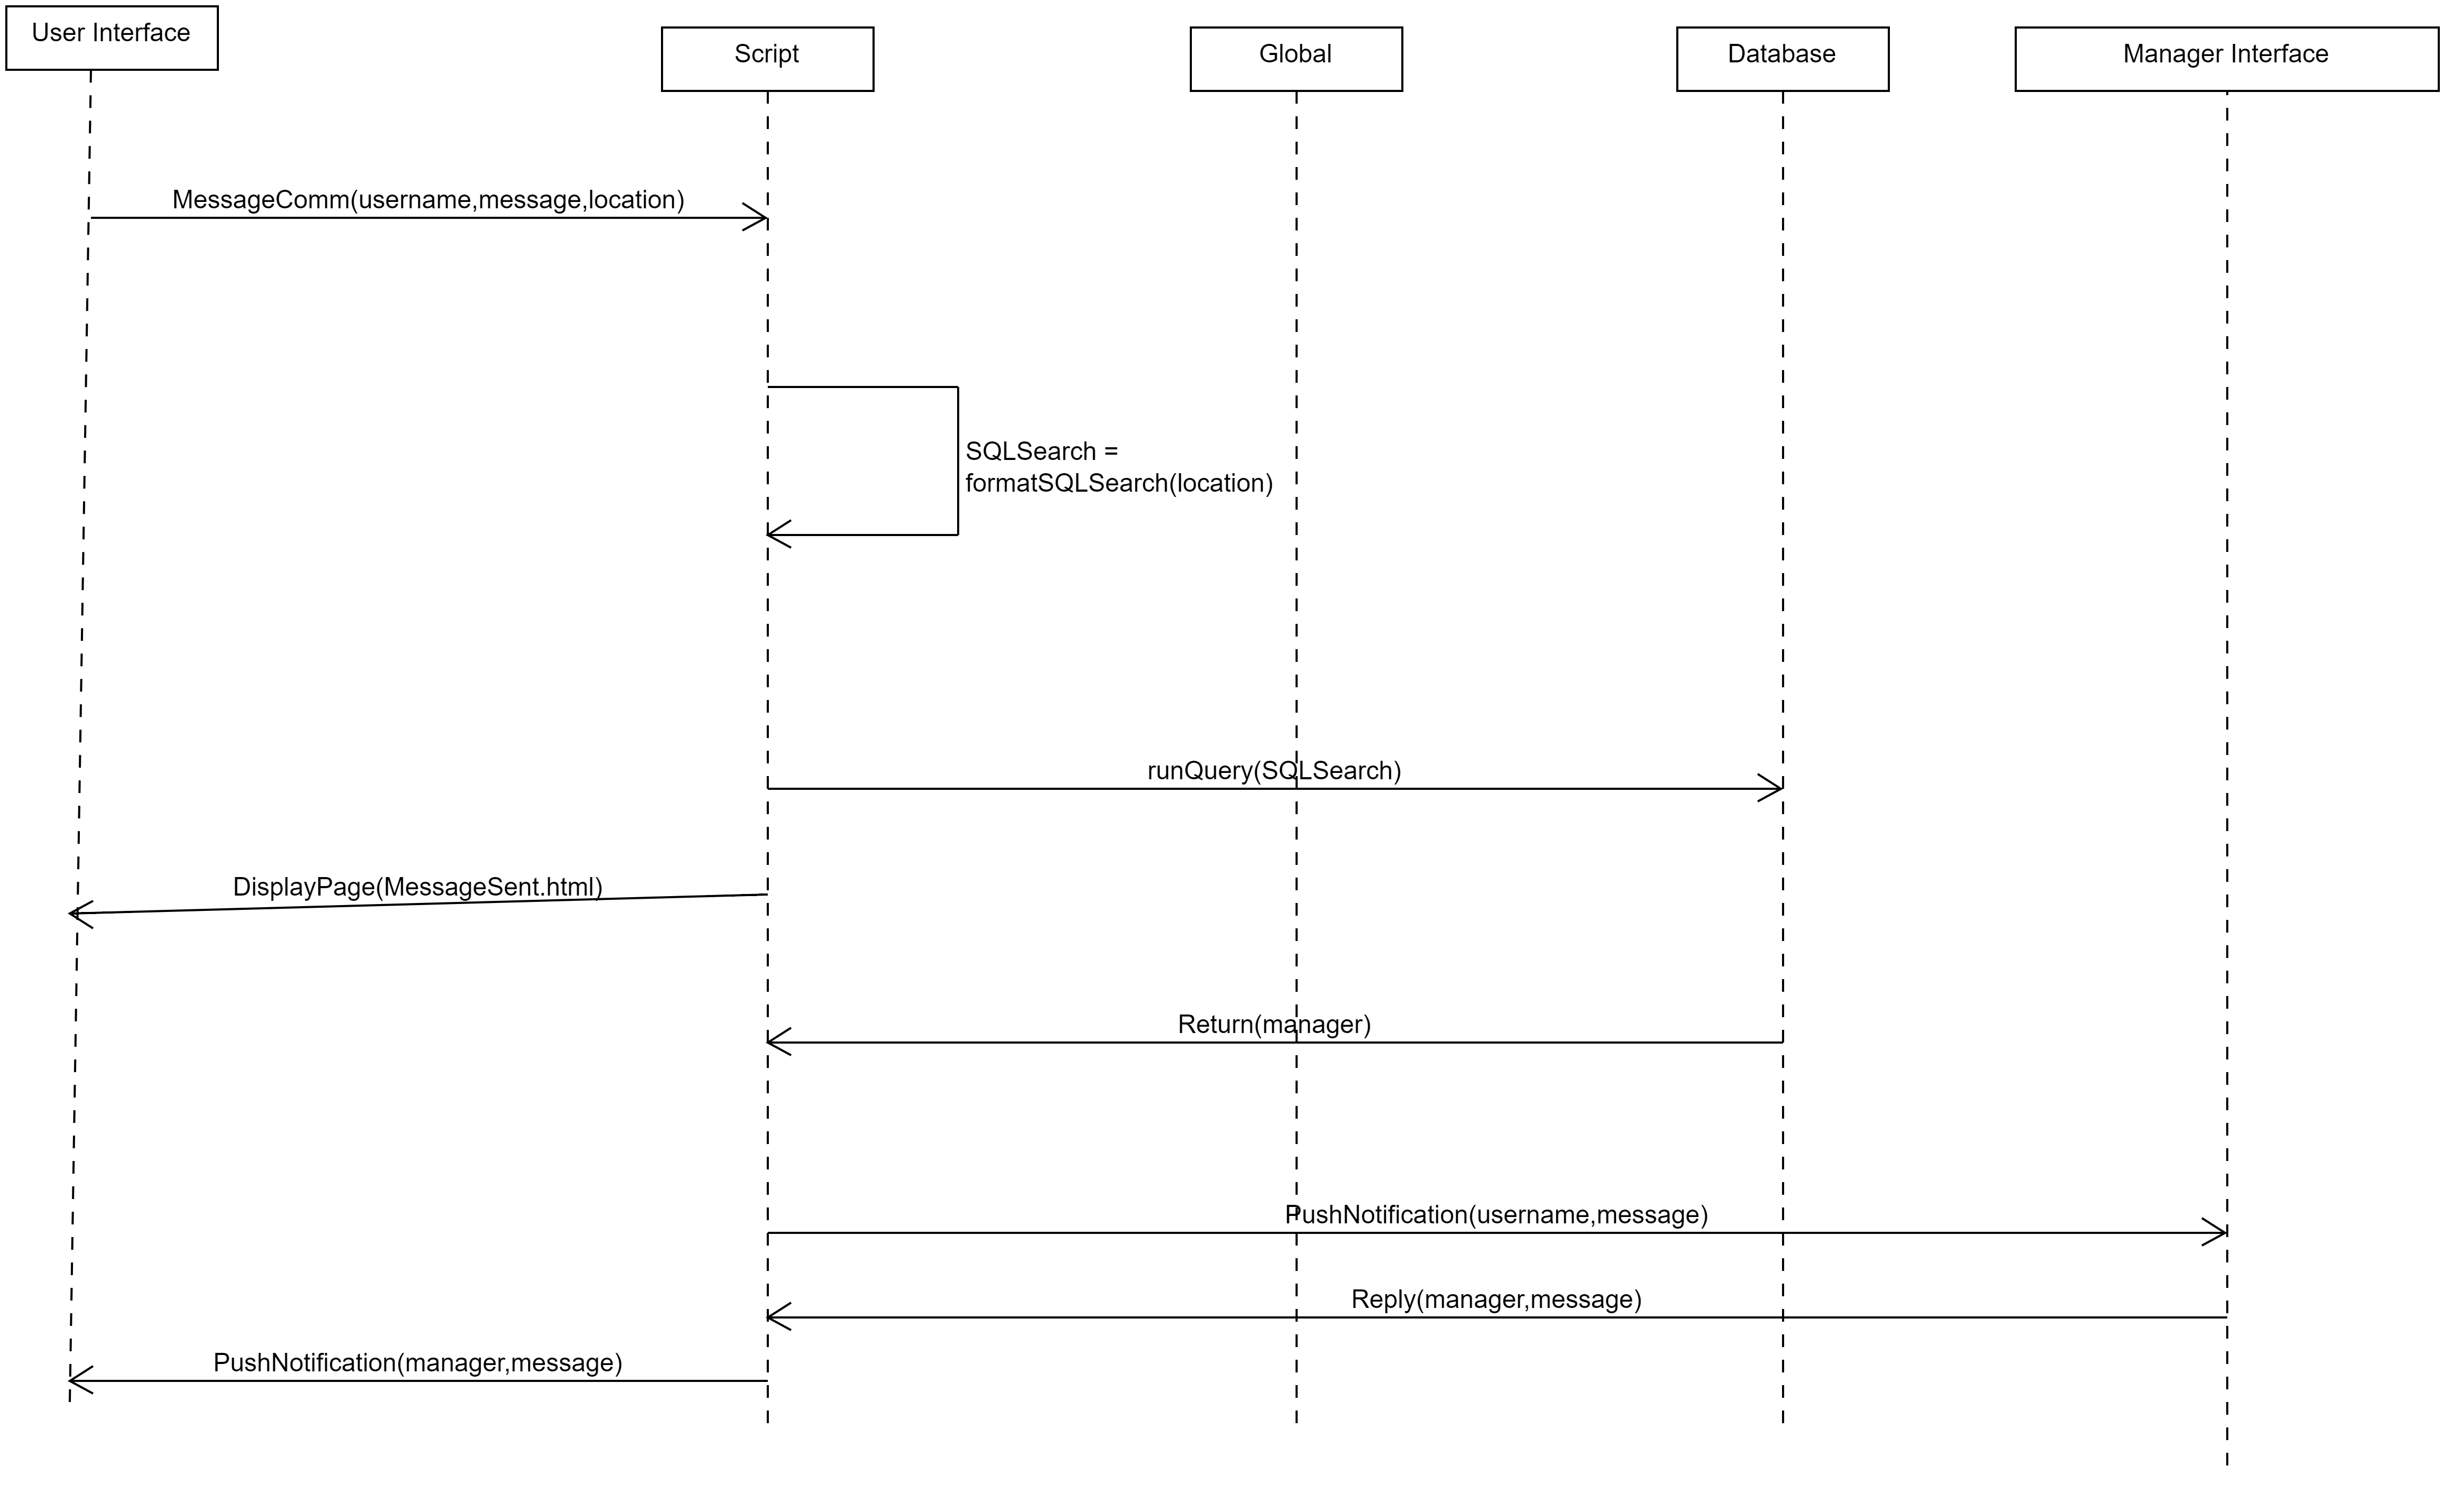 User Interface
Script
Global
Database
Manager Interface
MessageComm(username,message,location)
SQLSearch =
formatSQLSearch(location)
runQuery(SQLSearch)
DisplayPage(MessageSent.html)
Return(manager)
PushNotification(username,message)
Reply(manager,message)
PushNotification(manager,message)